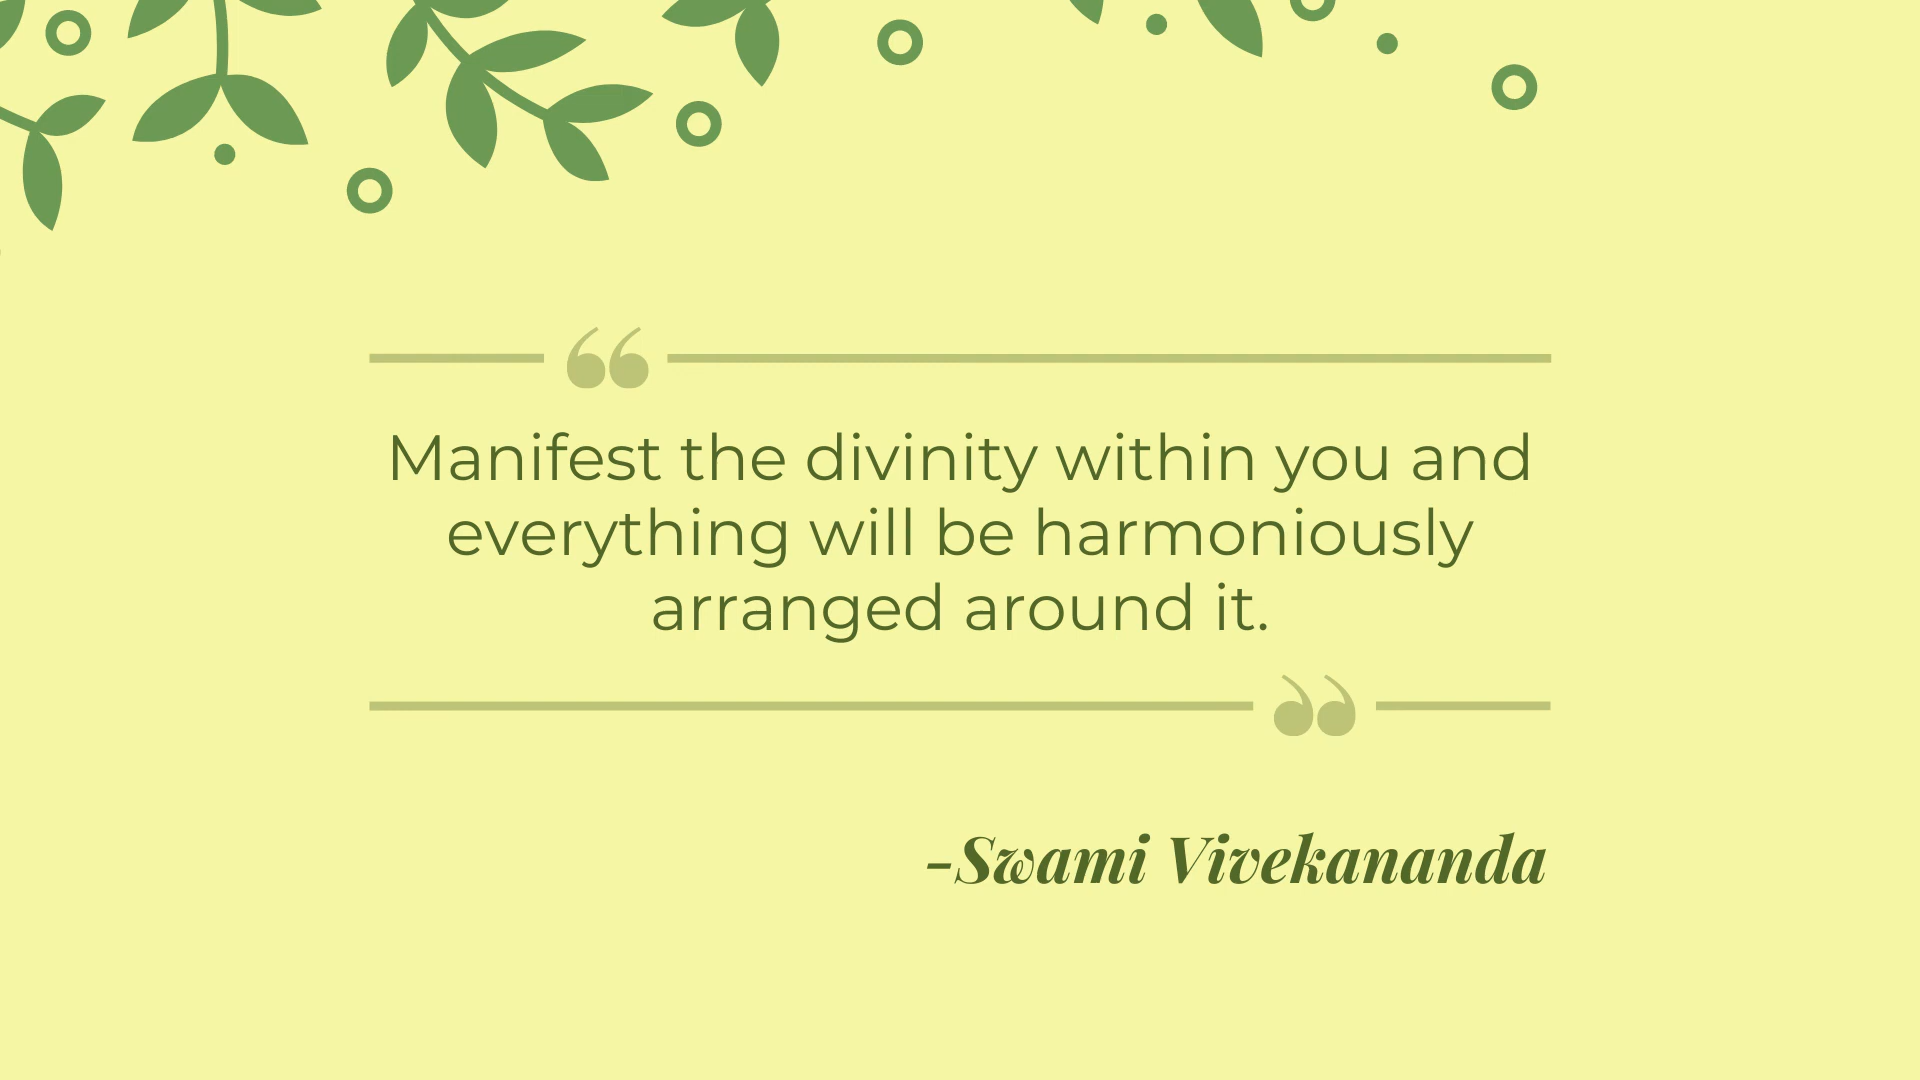 “
Manifest the divinity within you and
everything will be harmoniously
arranged around it.
”
-Swami Vivekananda